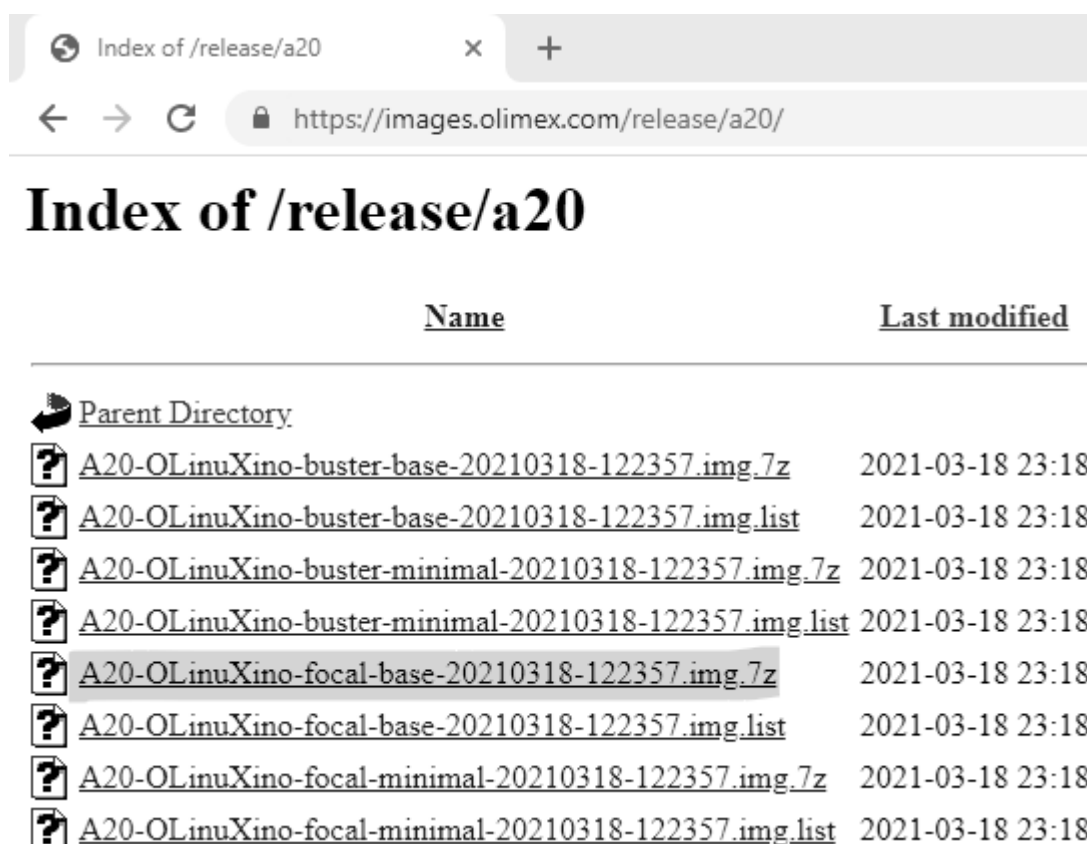 Index of /release/a20
https://images.olimex.com/release/a20/
Index of /release/a20
Name Last modified
Parent Directory
A20-OLinuXino-buster-base-20210318-122357.img.7z 2021-03-18 23:18
A20-OLinuXino-buster-base-20210318-122357.img.list 2021-03-18 23:18
A20-OLinuXino-buster-minimal-20210318-122357.img.7z 2021-03-18 23:18
A20-OLinuXino-buster-minimal-20210318-122357.img.list 2021-03-18 23:18
A20-OLinuXino-focal-base-20210318-122357.img.7z 2021-03-18 23:18
A20-OLinuXino-focal-base-20210318-122357.img.list 2021-03-18 23:18
A20-OLinuXino-focal-minimal-20210318-122357.img.7z 2021-03-18 23:18
A20-OLinuXino-focal-minimal-20210318-122357.img.list 2021-03-18 23:18